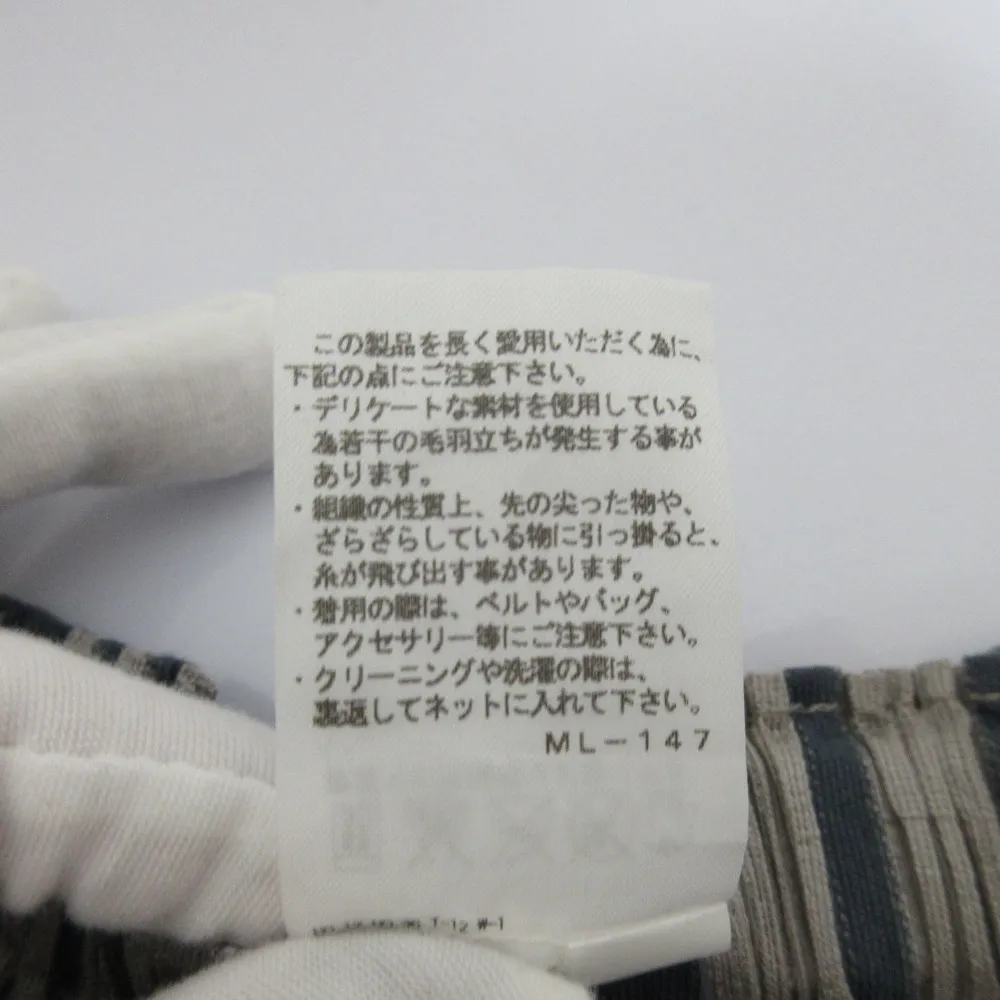 この製品を長く愛用いただく為に、
下記の点にご注意下さい。
・デリケートな素材を使用している
為若干の毛羽立ちが発生する事が
あります。
・組織の性質上、先の尖った物や、
ざらざらしている物に引っ掛ると、
糸が飛び出す事があります。
・着用の際は、ベルトやバッグ、
アクセサリー等にご注意下さい。
・クリーニングや洗濯の際は、
裏返してネットに入れて下さい。
ML-147
T-12 W-1